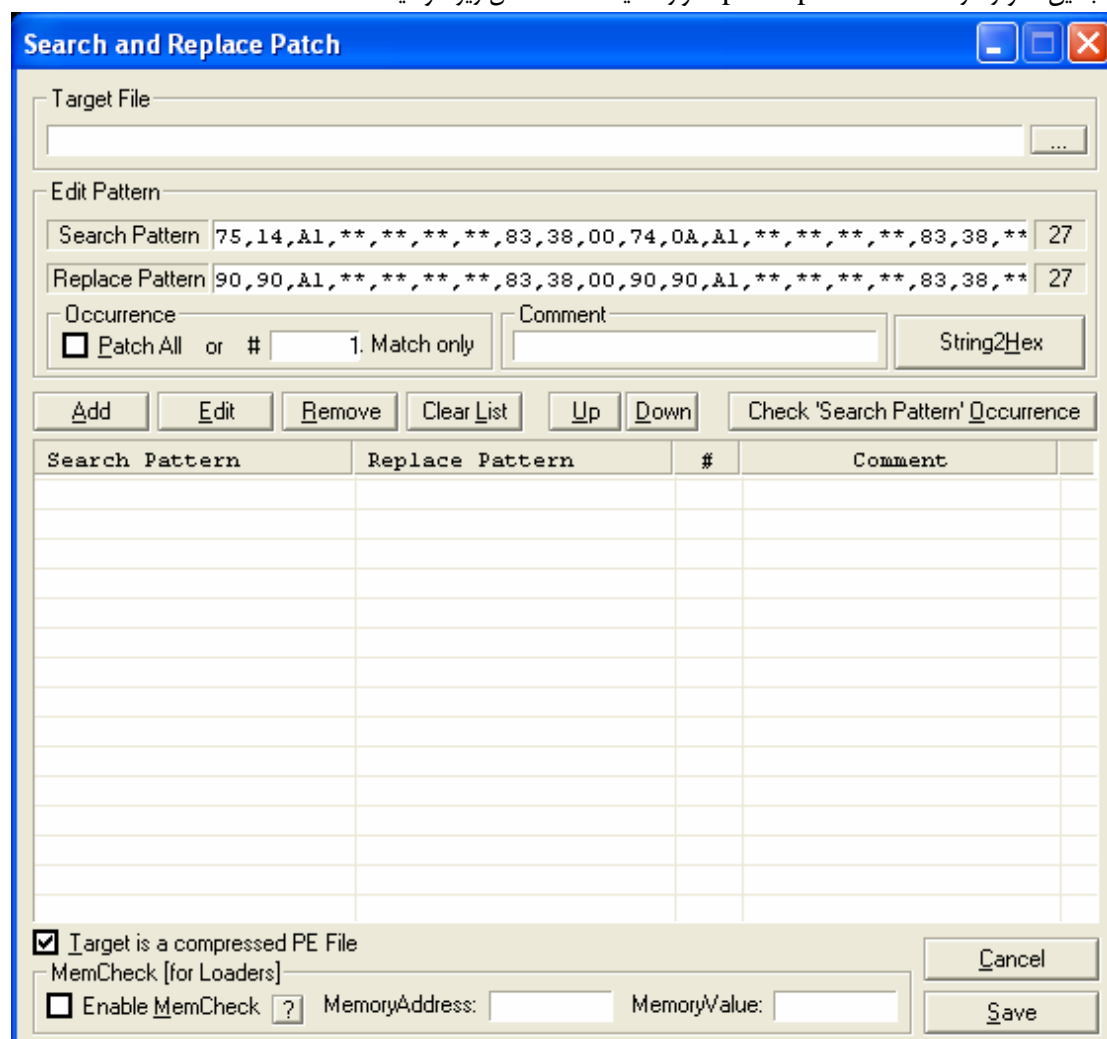 Search and Replace Patch
Target File
...
Edit Pattern
Search Pattern 75,14,A1,**,**,**,**,83,38,00,74,0A,A1,**,**,**,**,83,38,** 27
Replace Pattern 90,90,A1,**,**,**,**,83,38,00,90,90,A1,**,**,**,**,83,38,** 27
Occurrence Comment
Patch All or # 1. Match only String2Hex
Add Edit Remove Clear List Up Down Check 'Search Pattern' Occurrence
Search Pattern Replace Pattern # Comment
Target is a compressed PE File
Cancel
MemCheck [for Loaders]
Enable MemCheck ? MemoryAddress: MemoryValue:
Save